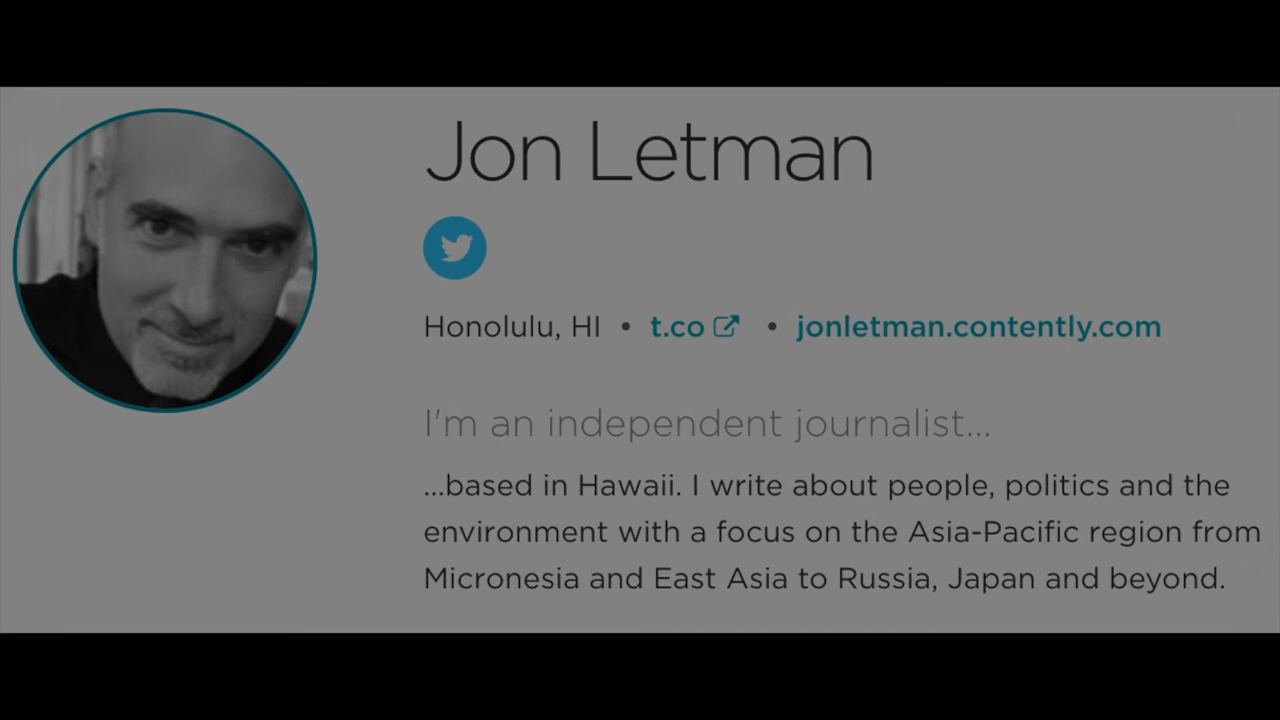 Jon Letman
Honolulu, HI • t.co • jonletman.contently.com
I'm an independent journalist...
...based in Hawaii. I write about people, politics and the
environment with a focus on the Asia-Pacific region from
Micronesia and East Asia to Russia, Japan and beyond.